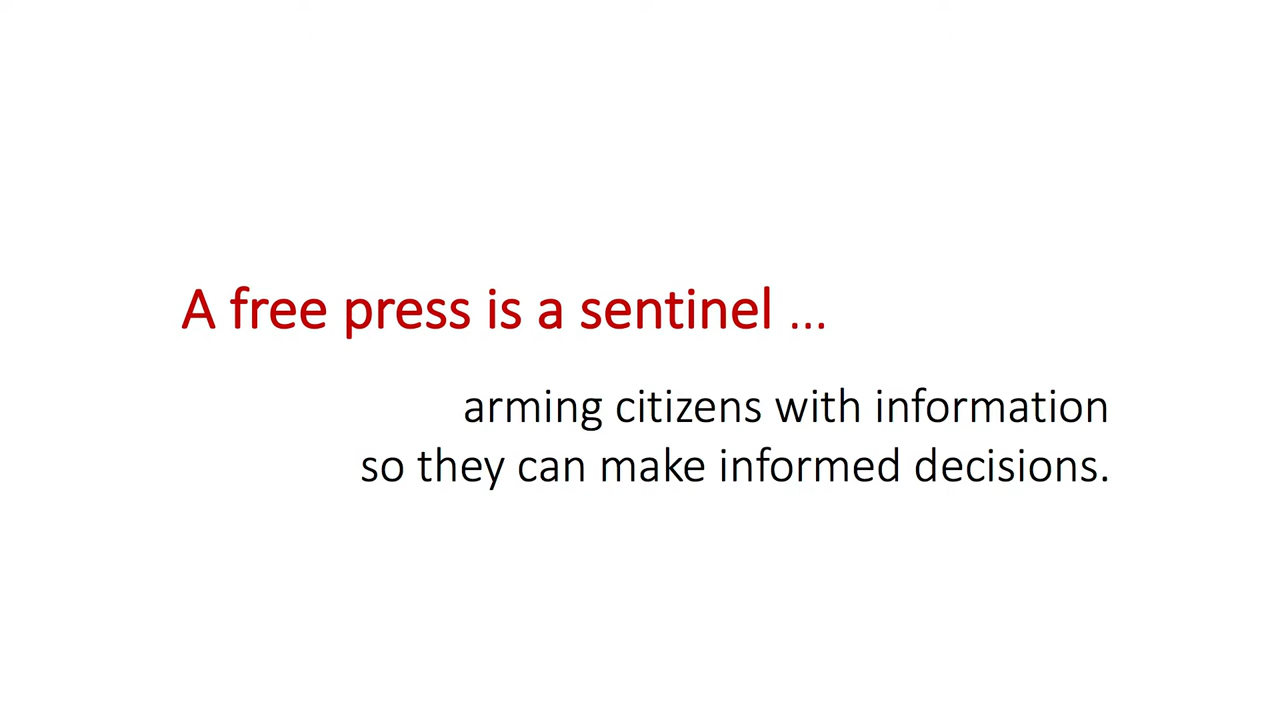 A free press is a sentinel ...
arming citizens with information
so they can make informed decisions.